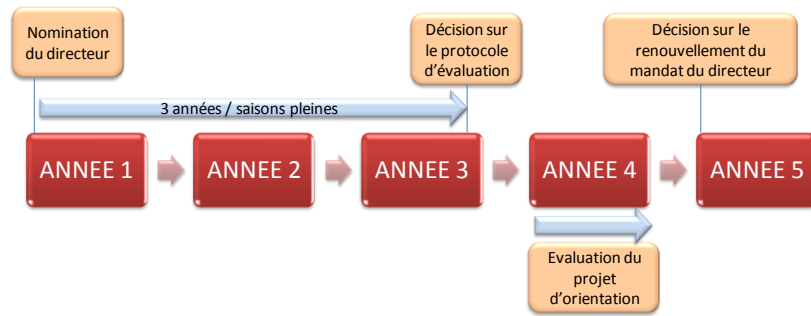 Nomination
du directeur
Décision sur
le protocole
d'évaluation
Décision sur le
renouvellement du
mandat du directeur
3 années / saisons pleines
ANNEE 1
ANNEE 2
ANNEE 3
ANNEE 4
ANNEE 5
Evaluation du
projet
d'orientation